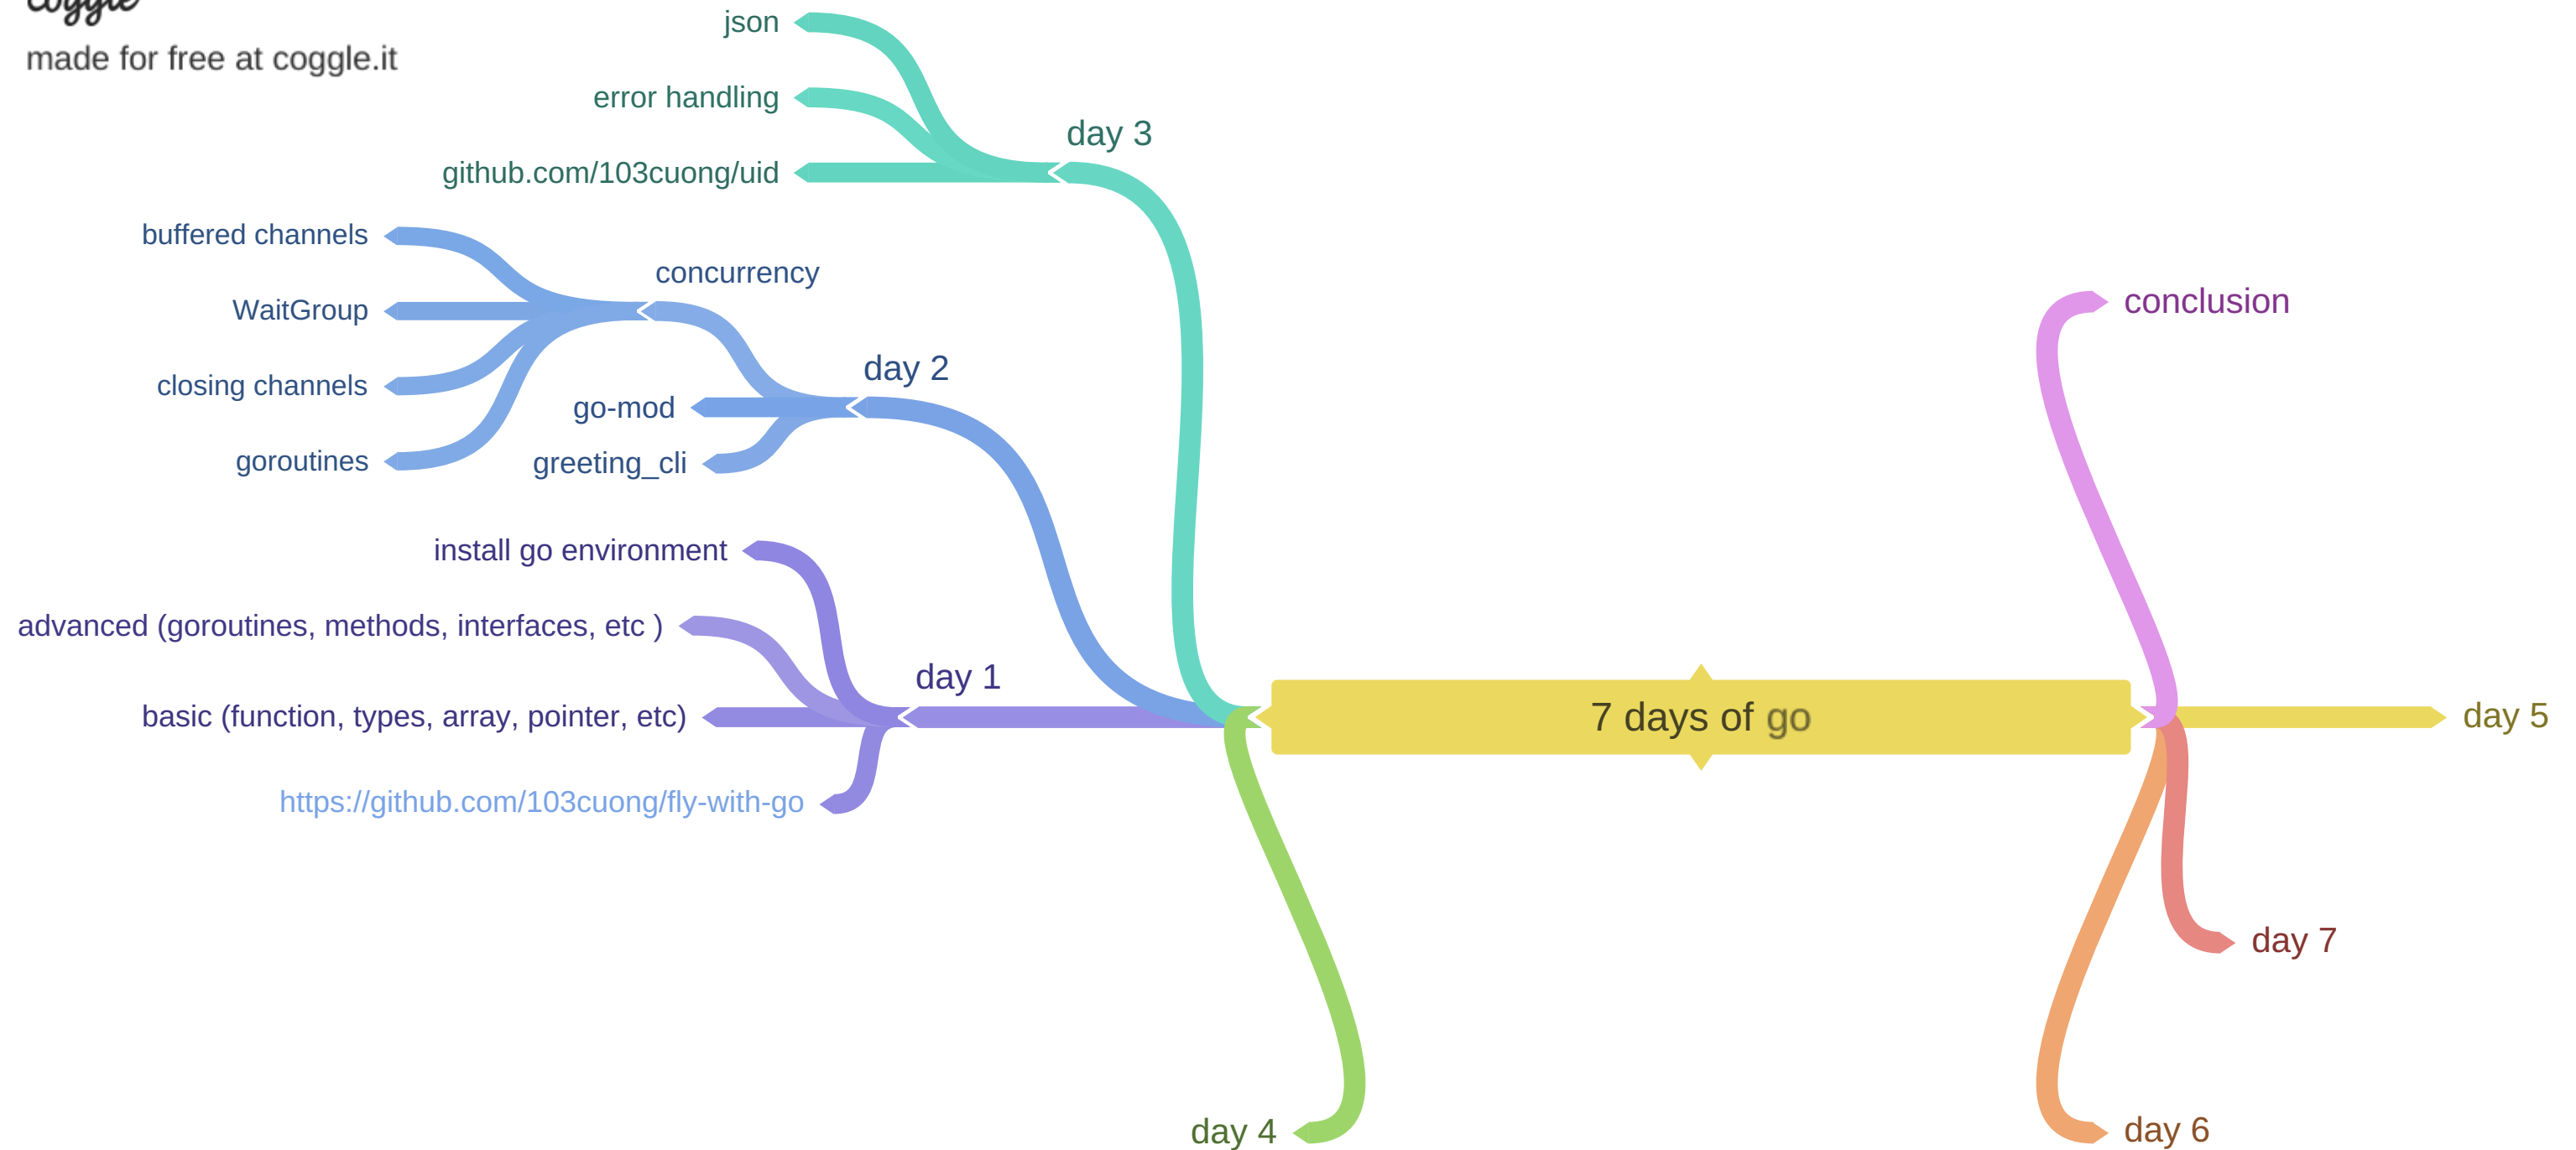 coggle
made for free at coggle.it
json
error handling
github.com/103cuong/uid
day 3
buffered channels
WaitGroup
closing channels
goroutines
concurrency
go-mod
greeting_cli
day 2
install go environment
advanced (goroutines, methods, interfaces, etc )
basic (function, types, array, pointer, etc)
https://github.com/103cuong/fly-with-go
day 1
day 4
7 days of go
conclusion
day 5
day 7
day 6